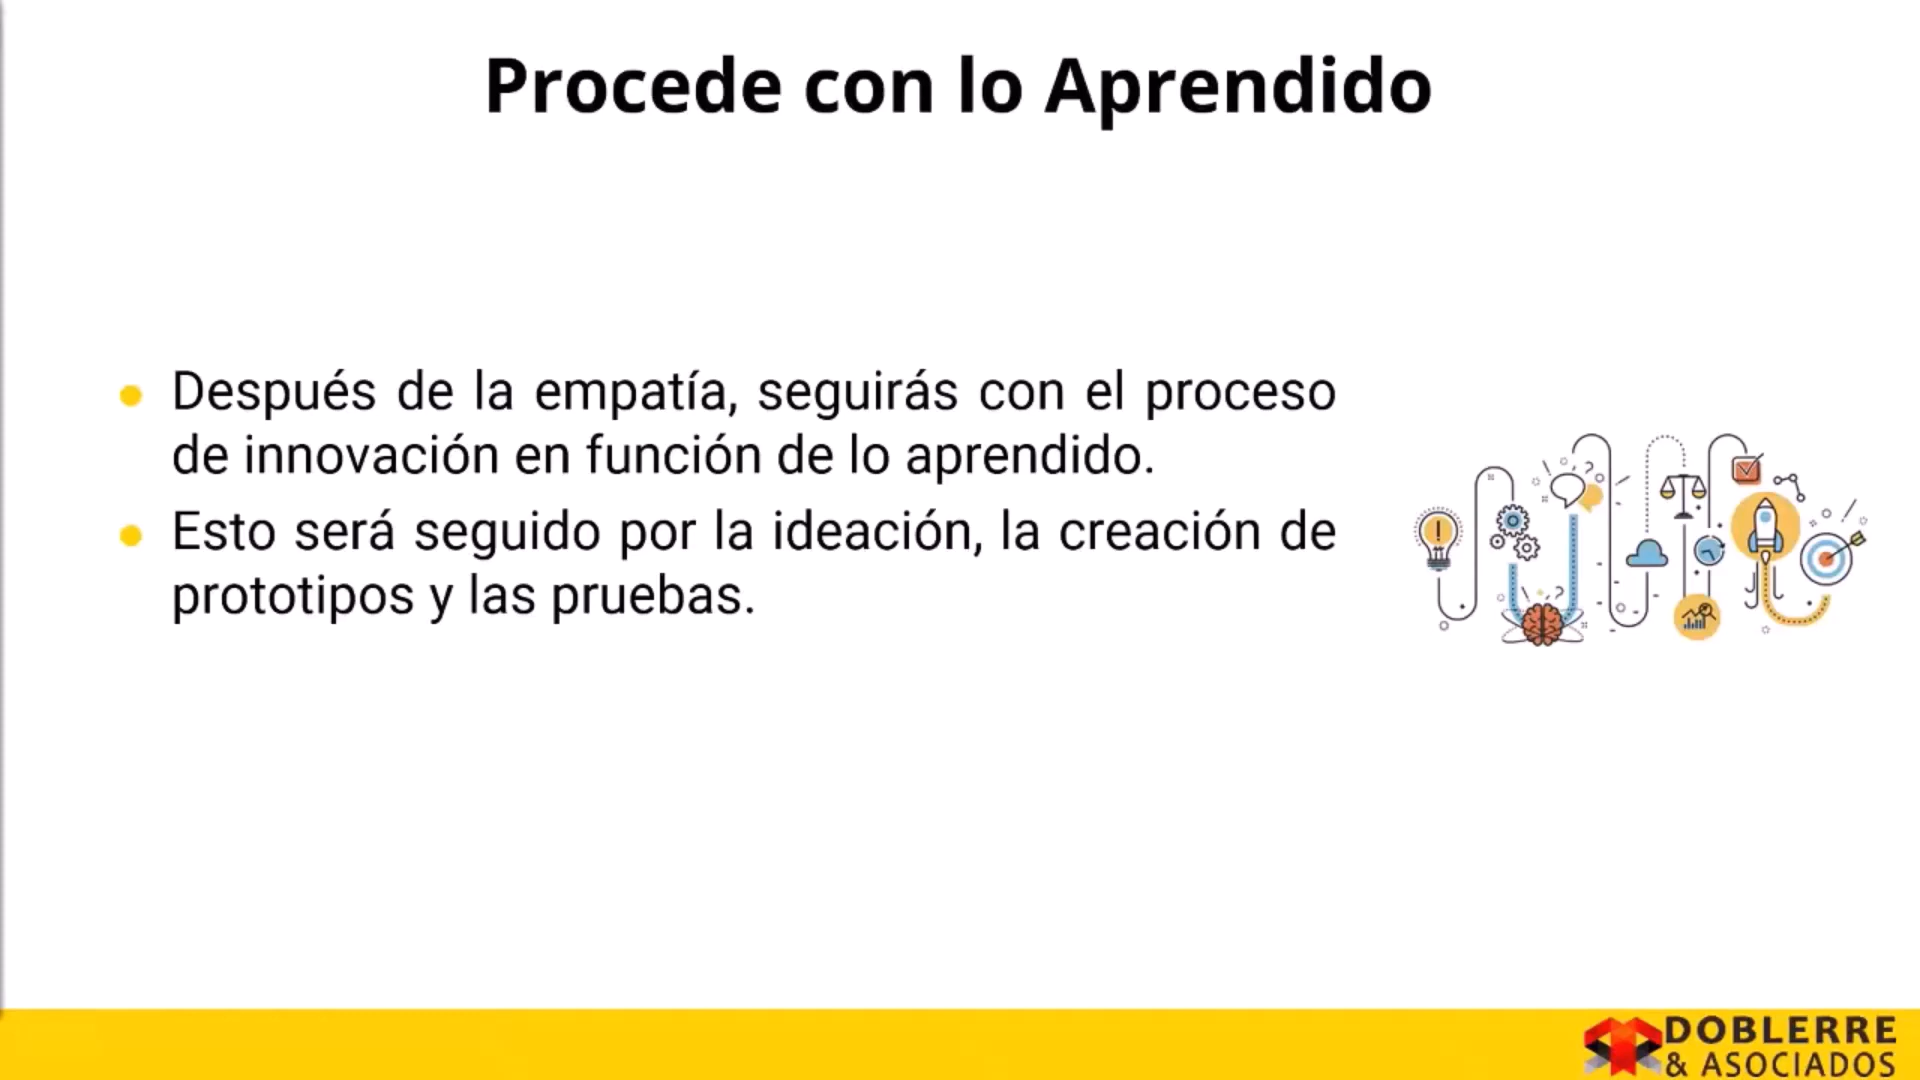 Procede con lo Aprendido
Después de la empatía, seguirás con el proceso
de innovación en función de lo aprendido.
Esto será seguido por la ideación, la creación de
prototipos y las pruebas.
DOBLERRE
& ASOCIADOS